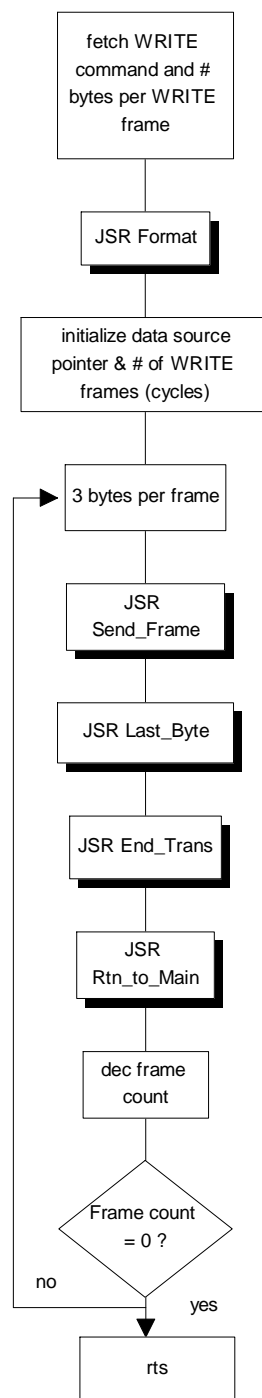 fetch WRITE
command and #
bytes per WRITE
frame
JSR Format
initialize data source
pointer & # of WRITE
frames (cycles)
3 bytes per frame
JSR
Send_Frame
JSR Last_Byte
JSR End_Trans
JSR
Rtn_to_Main
dec frame
count
Frame count
= 0 ?
no
yes
rts